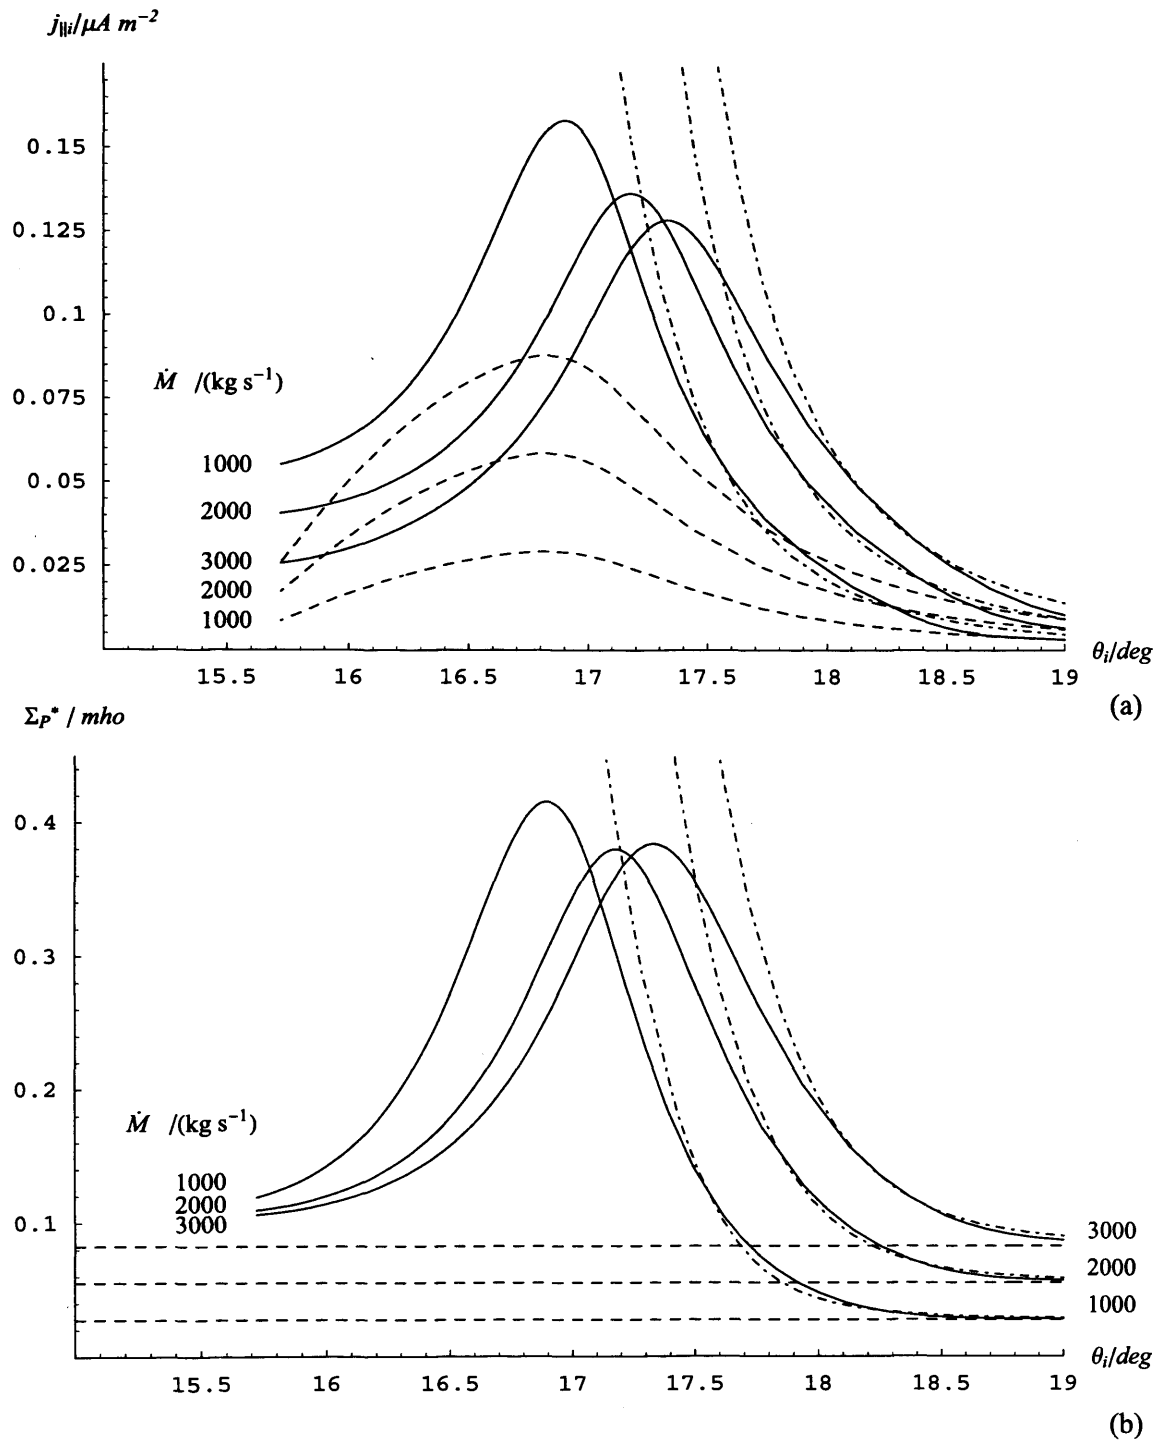 j∥i/μA m⁻²
0.15
0.125
0.1
0.075
0.05
0.025
Ṁ /(kg s⁻¹)
1000
2000
3000
2000
1000
15.5 16 16.5 17 17.5 18 18.5 19
θi/deg
(a)
ΣP* / mho
0.4
0.3
0.2
0.1
Ṁ /(kg s⁻¹)
1000
2000
3000
3000
2000
1000
15.5 16 16.5 17 17.5 18 18.5 19
θi/deg
(b)